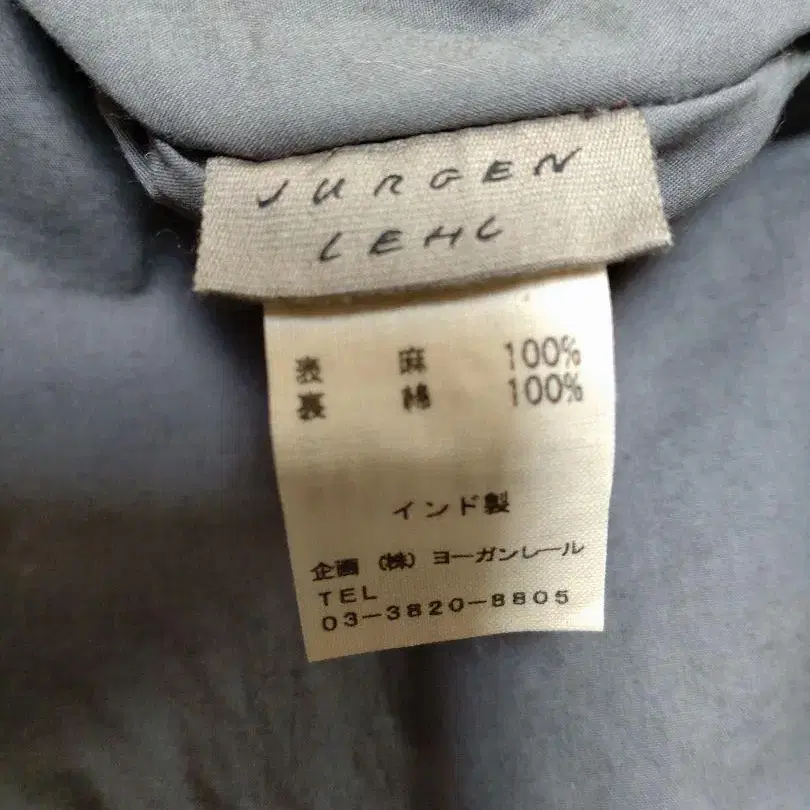 JURGEN
LEHL
表 麻 100%
裏 綿 100%
インド製
企画 (株) ヨーガンレール
TEL
03-3820-8805